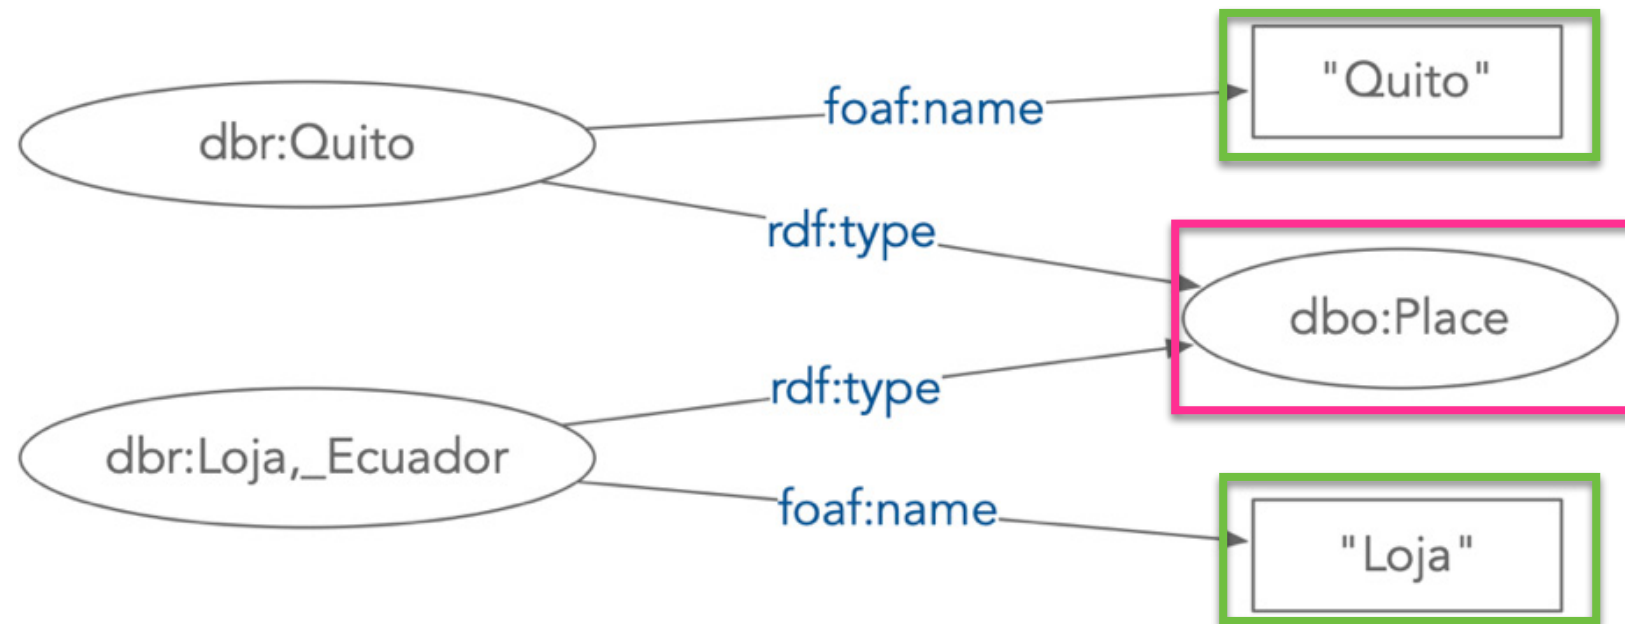 "Quito"
foaf:name
dbr:Quito
rdf:type
dbo:Place
rdf:type
dbr:Loja,_Ecuador
foaf:name
"Loja"